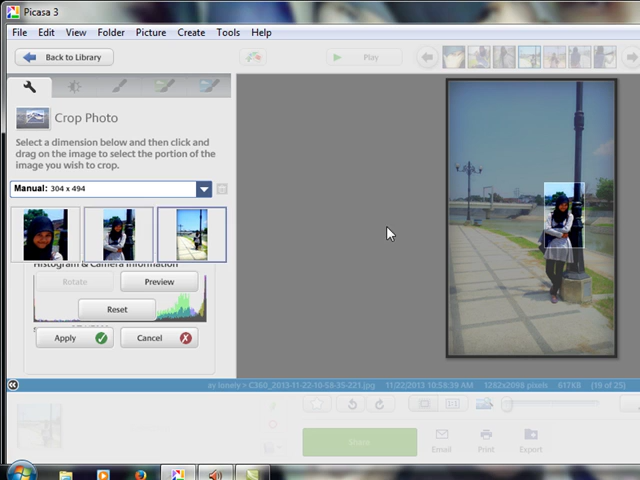 Picasa 3
File Edit View Folder Picture Create Tools Help
Back to Library
Play
Crop Photo
Select a dimension below and then click and
drag on the image to select the portion of the
image you wish to crop.
Manual: 304 x 494
Histogram & Camera Information
Rotate Preview
Reset
Apply Cancel
ay lonely > C360_2013-11-22-10-58-35-221.jpg 11/22/2013 10:58:39 AM 1282x2098 pixels 817KB (19 of 25)
Share
Email Print Export